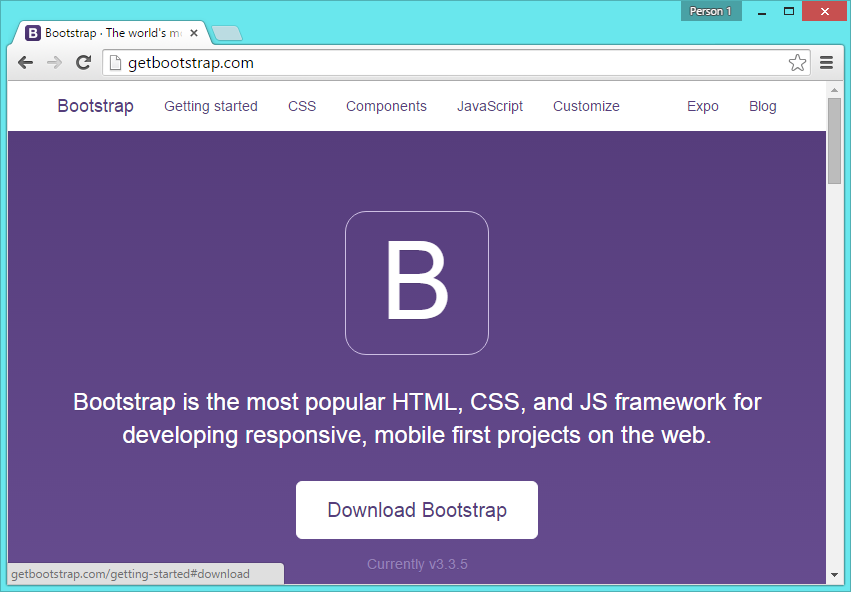 Person 1
B Bootstrap · The world's m
getbootstrap.com
Bootstrap Getting started CSS Components JavaScript Customize Expo Blog
B
Bootstrap is the most popular HTML, CSS, and JS framework for
developing responsive, mobile first projects on the web.
Download Bootstrap
Currently v3.3.5
getbootstrap.com/getting-started#download